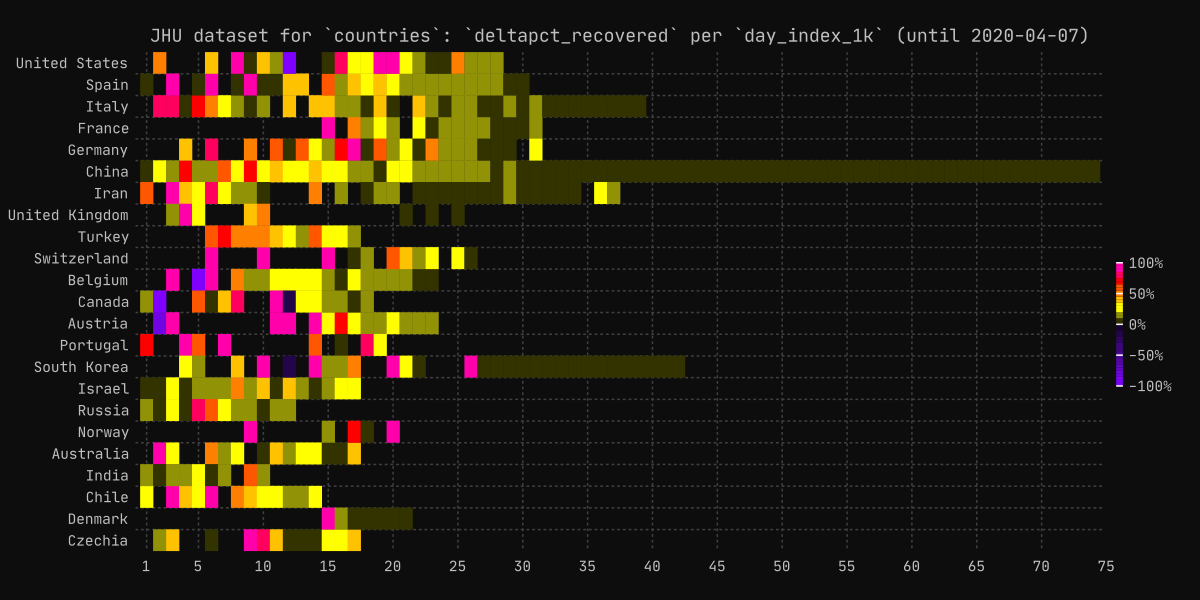 JHU dataset for `countries`: `deltapct_recovered` per `day_index_1k` (until 2020-04-07)
United States
Spain
Italy
France
Germany
China
Iran
United Kingdom
Turkey
Switzerland
Belgium
Canada
Austria
Portugal
South Korea
Israel
Russia
Norway
Australia
India
Chile
Denmark
Czechia
1 5 10 15 20 25 30 35 40 45 50 55 60 65 70 75
100%
50%
0%
−50%
−100%